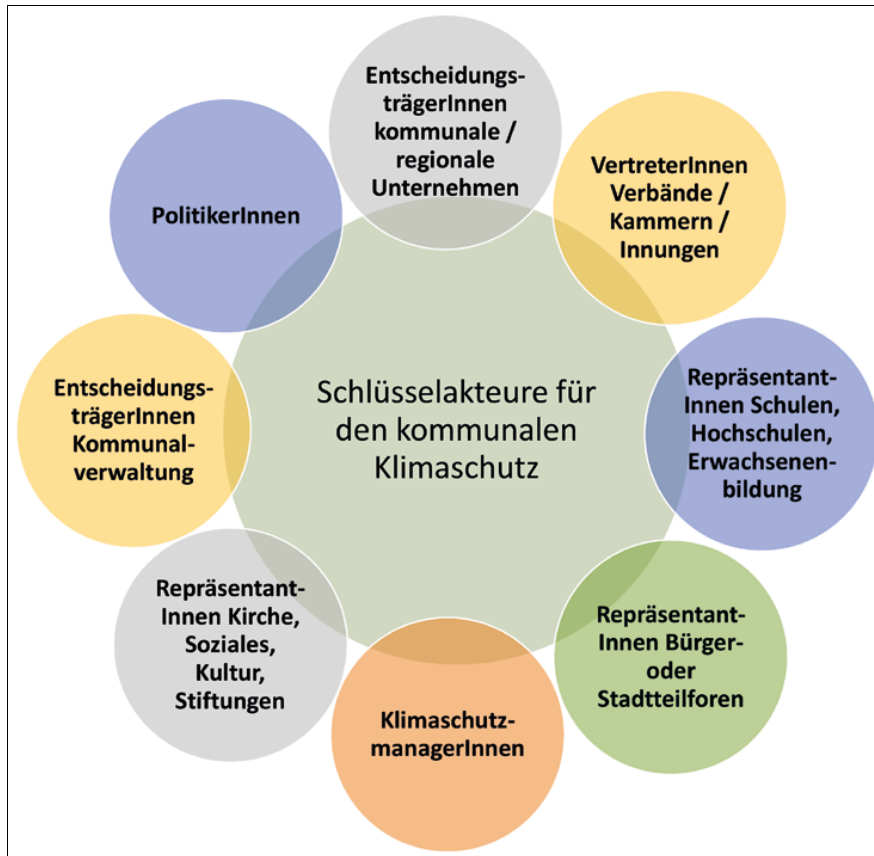 Entscheidungs-
trägerInnen
kommunale /
regionale
Unternehmen
VertreterInnen
Verbände /
Kammern /
Innungen
PolitikerInnen
Repräsentant-
Innen Schulen,
Hochschulen,
Erwachsenen-
bildung
Schlüsselakteure für
den kommunalen
Klimaschutz
Entscheidungs-
trägerInnen
Kommunal-
verwaltung
Repräsentant-
Innen Bürger-
oder
Stadtteilforen
Repräsentant-
Innen Kirche,
Soziales,
Kultur,
Stiftungen
Klimaschutz-
managerInnen